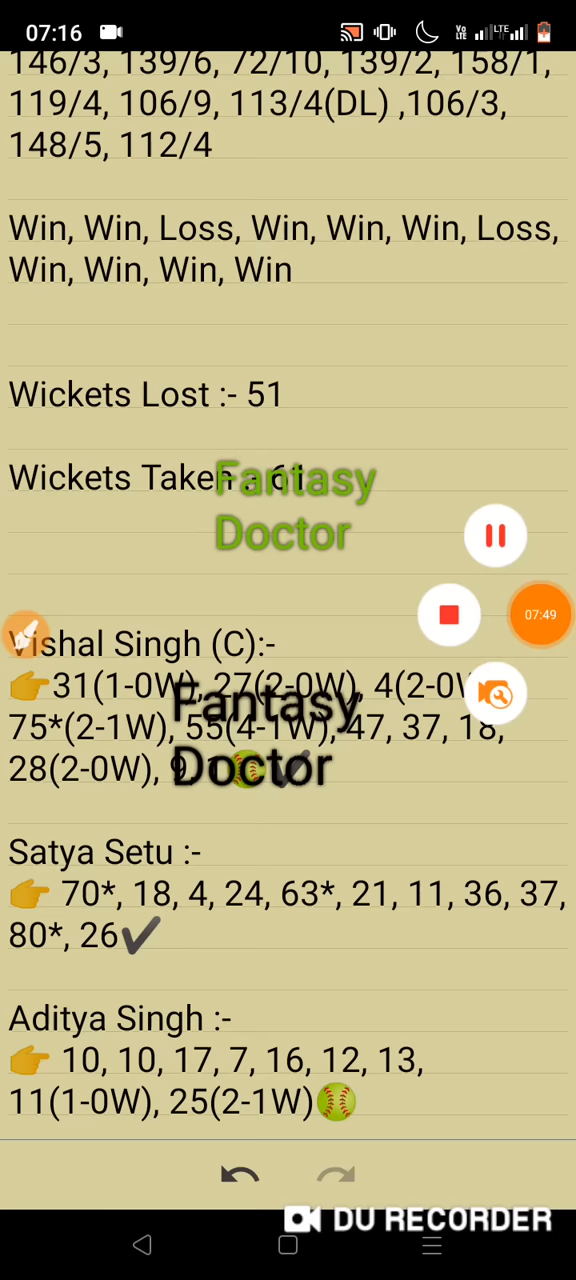 07:16
Vo LTE LTE
146/3, 139/6, 72/10, 139/2, 158/1,
119/4, 106/9, 113/4(DL) ,106/3,
148/5, 112/4
Win, Win, Loss, Win, Win, Win, Loss,
Win, Win, Win, Win
Wickets Lost :- 51
Wickets Taken :- 61
Fantasy
Doctor
07:49
Vishal Singh (C):-
👉31(1-0W), 27(2-0W), 4(2-0W
Fantasy
75*(2-1W), 55(4-1W), 47, 37, 18,
28(2-0W), 9,
Doctor
Satya Setu :-
👉 70*, 18, 4, 24, 63*, 21, 11, 36, 37,
80*, 26✔
Aditya Singh :-
👉 10, 10, 17, 7, 16, 12, 13,
11(1-0W), 25(2-1W)🥎
DU RECORDER